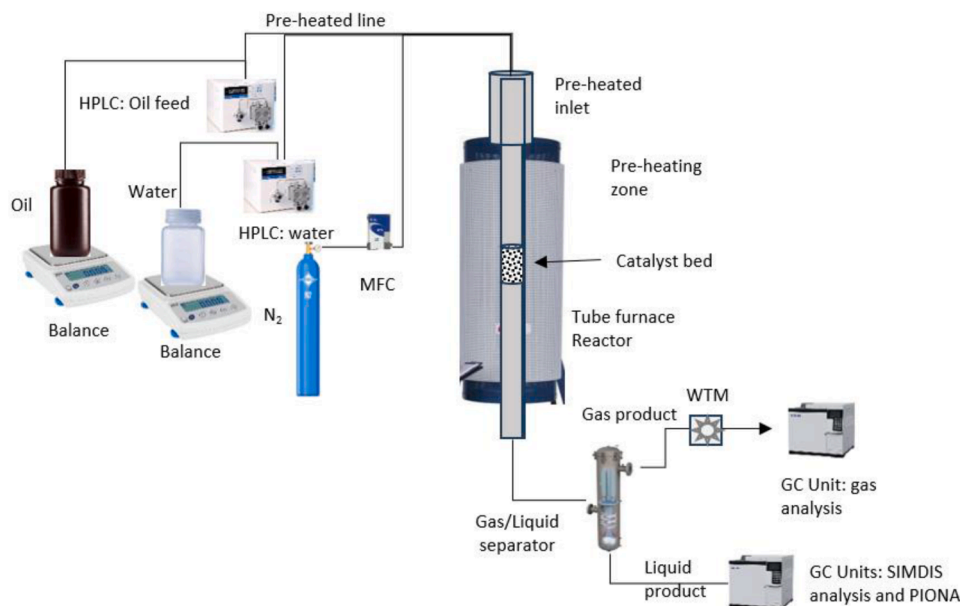 Pre-heated line
HPLC: Oil feed
Pre-heated
inlet
Pre-heating
zone
Oil
Water
HPLC: water
MFC
Catalyst bed
N2
Balance
Balance
Tube furnace
Reactor
WTM
Gas product
GC Unit: gas
analysis
Gas/Liquid
separator
Liquid
product
GC Units: SIMDIS
analysis and PIONA